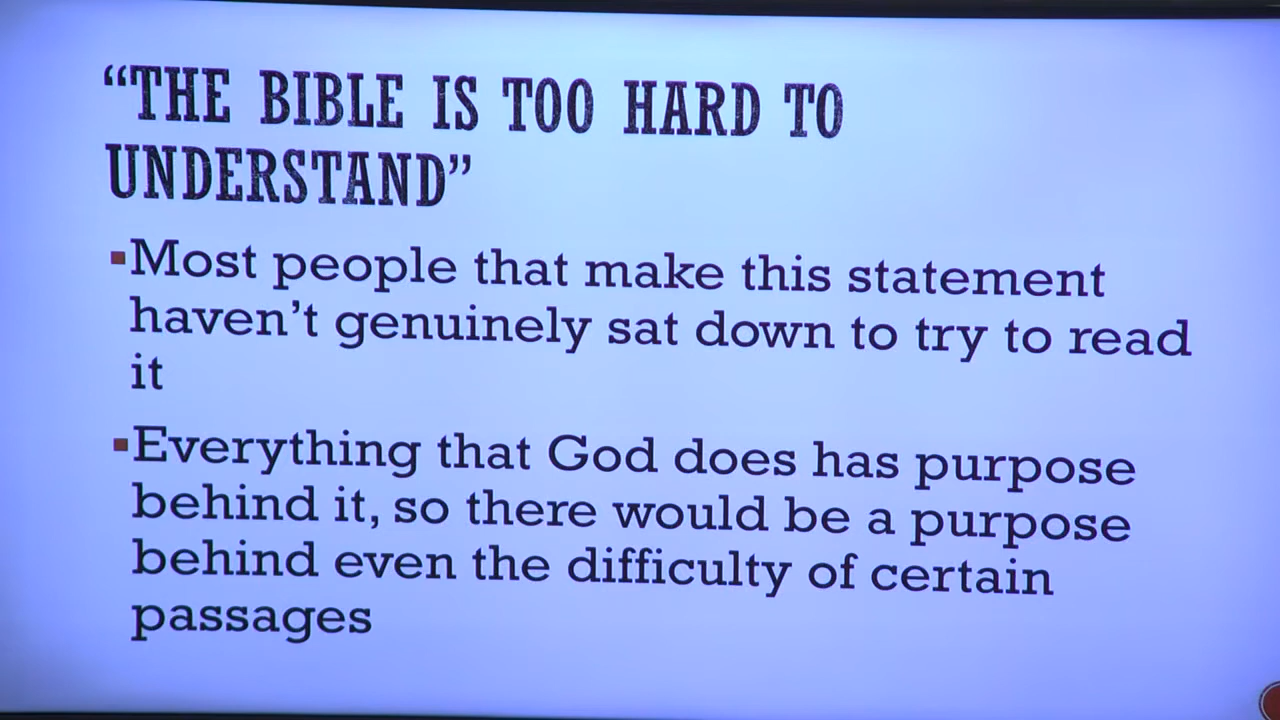 “THE BIBLE IS TOO HARD TO
UNDERSTAND”
▪Most people that make this statement
haven’t genuinely sat down to try to read
it
▪Everything that God does has purpose
behind it, so there would be a purpose
behind even the difficulty of certain
passages